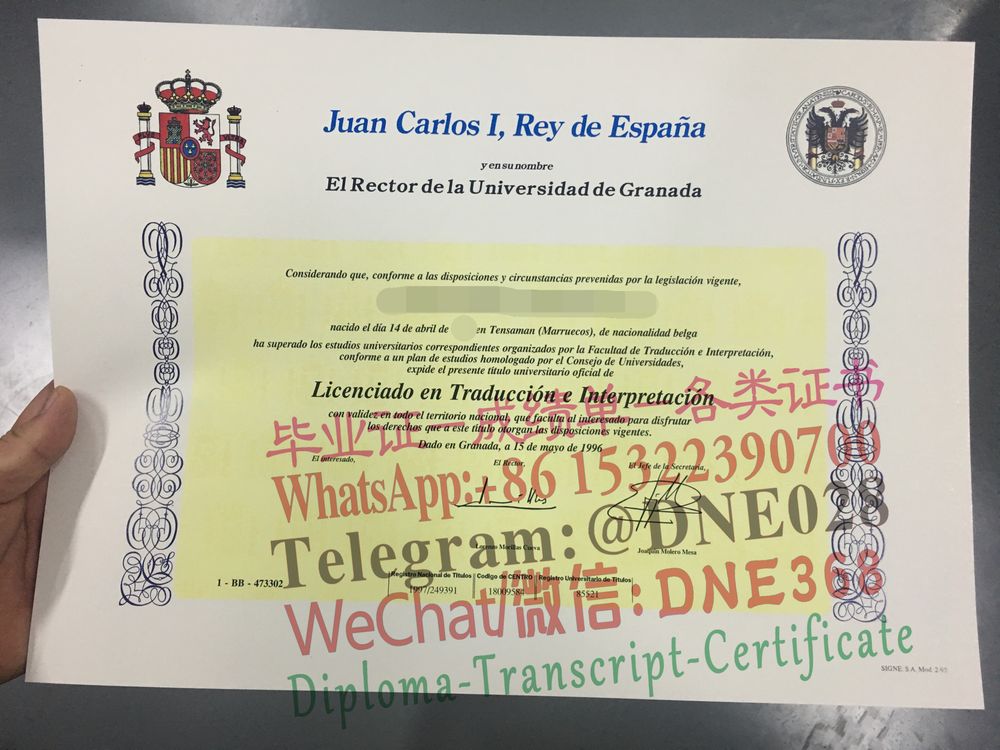 Juan Carlos I, Rey de España
y en su nombre
El Rector de la Universidad de Granada
Considerando que, conforme a las disposiciones y circunstancias prevenidas por la legislación vigente,
nacido el día 14 de abril de en Tensaman (Marruecos), de nacionalidad belga
ha superado los estudios universitarios correspondientes organizados por la Facultad de Traducción e Interpretación,
conforme a un plan de estudios homologado por el Consejo de Universidades,
expide el presente título universitario oficial de
Licenciado en Traducción e Interpretación
con validez en todo el territorio nacional, que faculta al interesado para disfrutar
los derechos que a este título otorgan las disposiciones vigentes.
Dado en Granada, a 15 de mayo de 1996
El interesado,
El Rector,
El Jefe de la Secretaría,
毕业证-成绩单-各类证书
WhatsApp:+86 15322390700
Telegram: @DNE028
Lorenzo Morillas Cueva
Joaquín Molero Mesa
1 - BB - 473302
Registro Nacional de Títulos | Código de CENTRO | Registro Universitario de Títulos
1997/249391 18009584 85521
WeChat/微信: DNE368
Diploma-Transcript-Certificate
SIGNE, S.A. Mod.